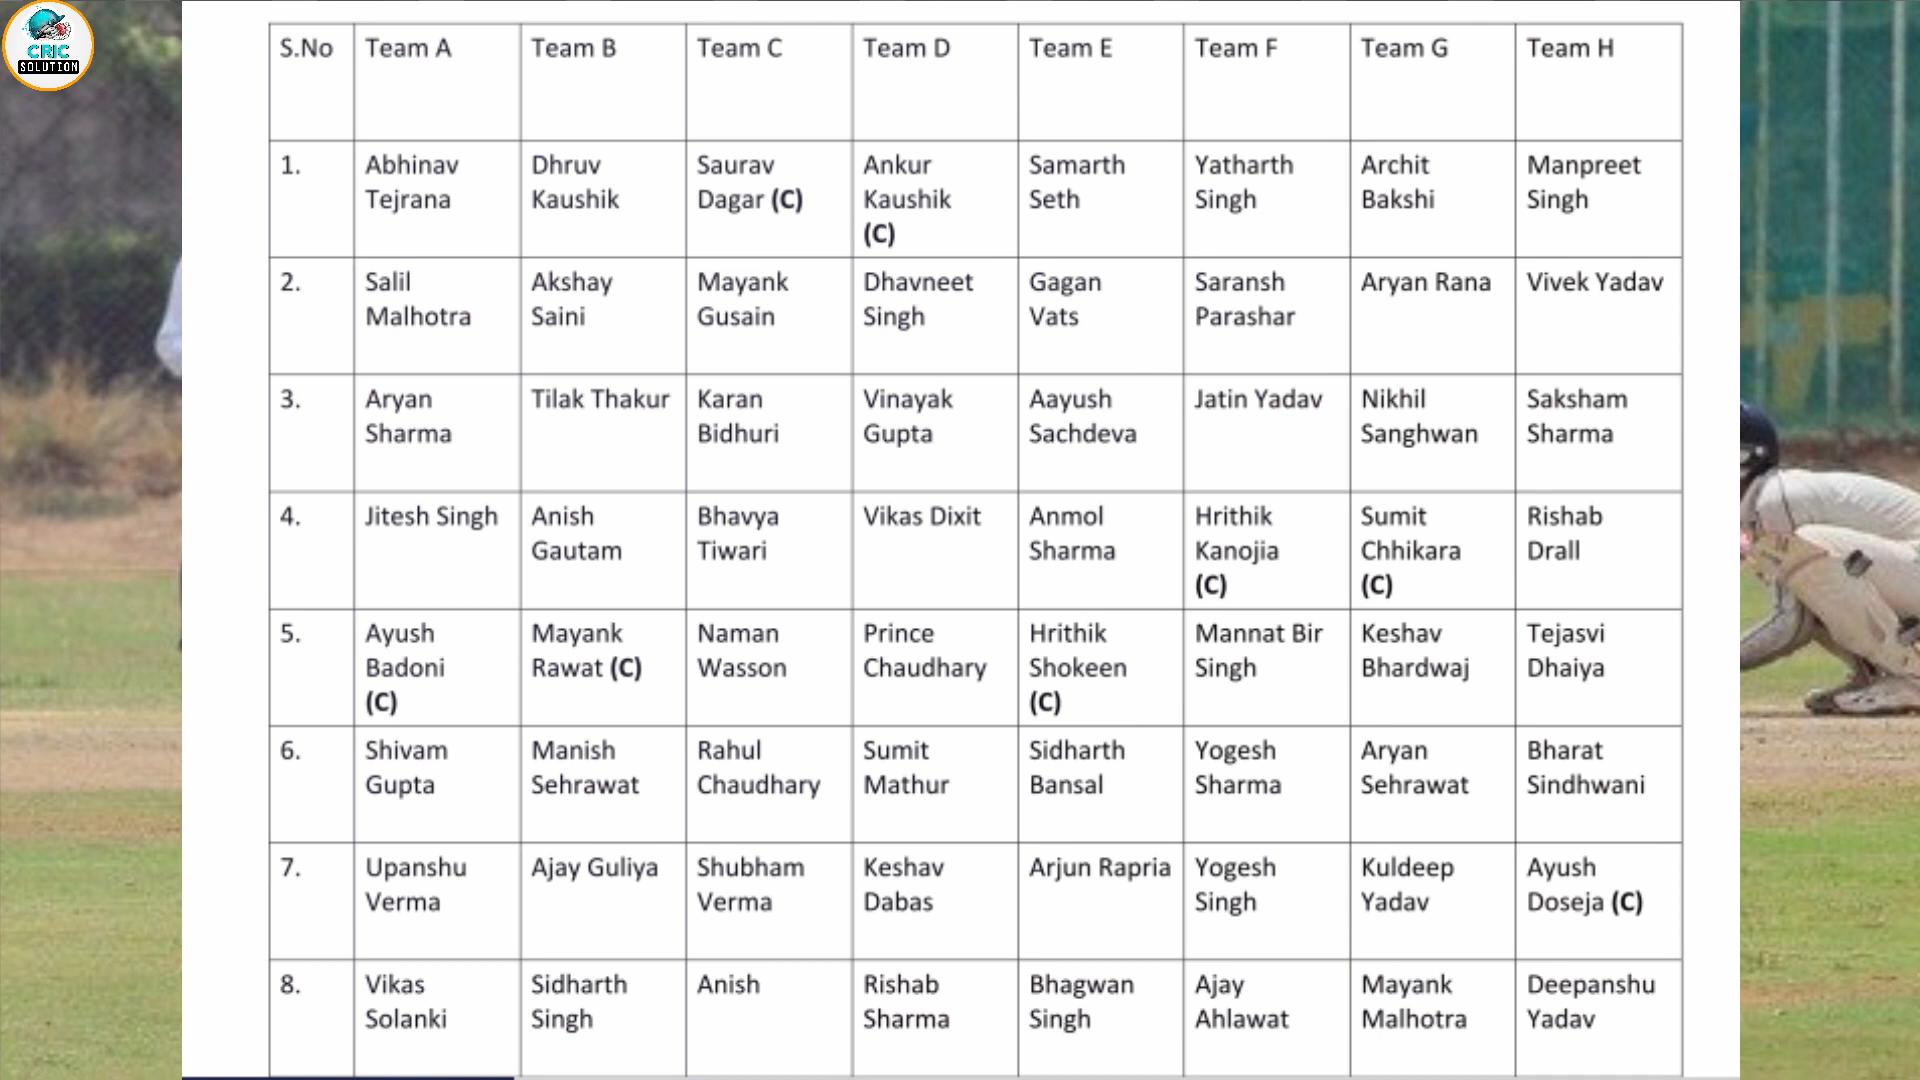 CRIC
SOLUTION
S.No Team A Team B Team C Team D Team E Team F Team G Team H
1. Abhinav Dhruv Saurav Ankur Samarth Yatharth Archit Manpreet
Tejrana Kaushik Dagar (C) Kaushik Seth Singh Bakshi Singh
(C)
2. Salil Akshay Mayank Dhavneet Gagan Saransh Aryan Rana Vivek Yadav
Malhotra Saini Gusain Singh Vats Parashar
3. Aryan Tilak Thakur Karan Vinayak Aayush Jatin Yadav Nikhil Saksham
Sharma Bidhuri Gupta Sachdeva Sanghwan Sharma
4. Jitesh Singh Anish Bhavya Vikas Dixit Anmol Hrithik Sumit Rishab
Gautam Tiwari Sharma Kanojia Chhikara Drall
(C) (C)
5. Ayush Mayank Naman Prince Hrithik Mannat Bir Keshav Tejasvi
Badoni Rawat (C) Wasson Chaudhary Shokeen Singh Bhardwaj Dhaiya
(C) (C)
6. Shivam Manish Rahul Sumit Sidharth Yogesh Aryan Bharat
Gupta Sehrawat Chaudhary Mathur Bansal Sharma Sehrawat Sindhwani
7. Upanshu Ajay Guliya Shubham Keshav Arjun Rapria Yogesh Kuldeep Ayush
Verma Verma Dabas Singh Yadav Doseja (C)
8. Vikas Sidharth Anish Rishab Bhagwan Ajay Mayank Deepanshu
Solanki Singh Sharma Singh Ahlawat Malhotra Yadav